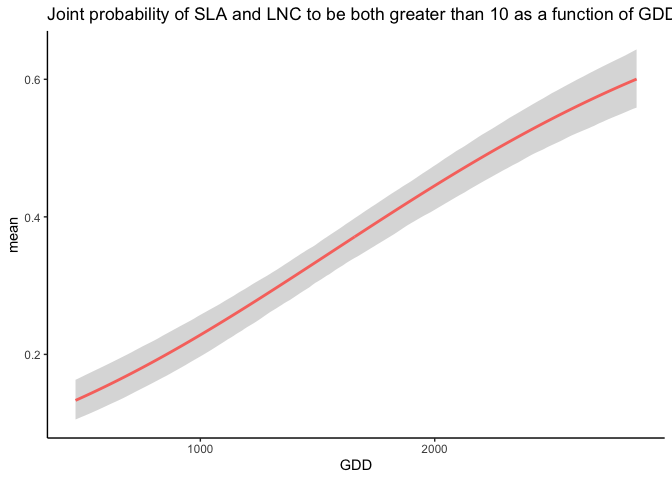 Joint probability of SLA and LNC to be both greater than 10 as a function of GDD
0.6
0.4
mean
0.2
1000 2000
GDD